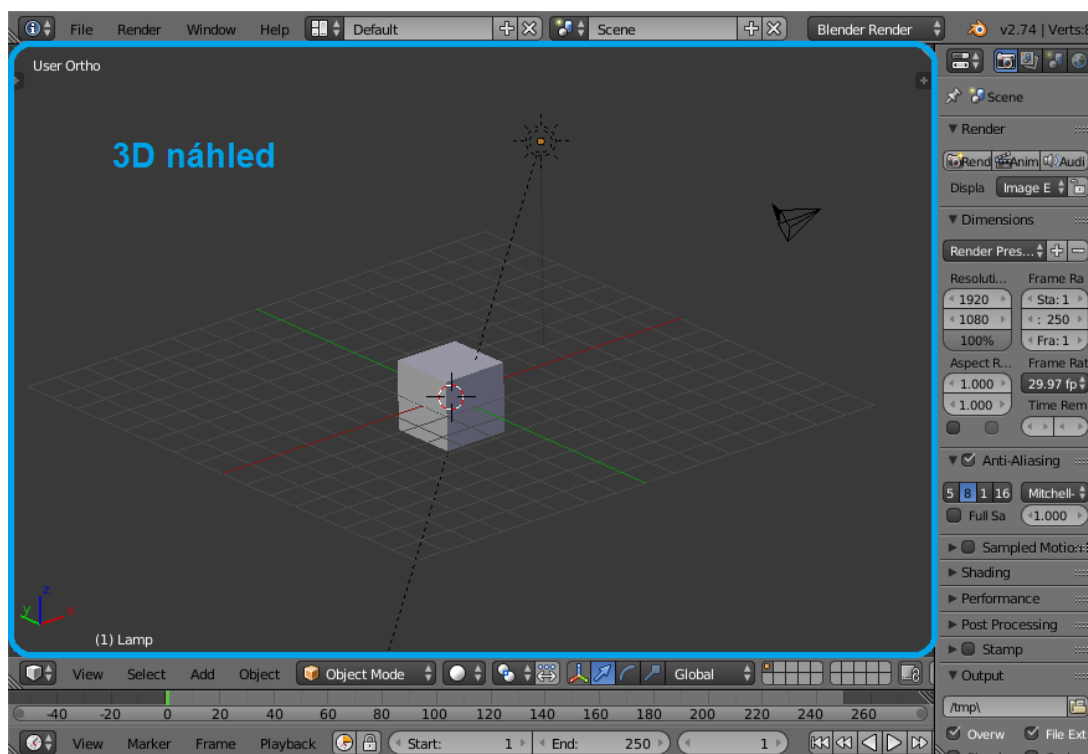 File Render Window Help Default Scene Blender Render v2.74 | Verts:8
User Ortho
3D náhled
(1) Lamp
Scene
Render
Rend Anim Audi
Displa Image E
Dimensions
Render Pres...
Resoluti... Frame Ra
1920 Sta: 1
1080 : 250
100% Fra: 1
Aspect R... Frame Rat
1.000 29.97 fp
1.000 Time Rem
Anti-Aliasing
5 8 1 16 Mitchell-
Full Sa 1.000
Sampled Motio
Shading
Performance
Post Processing
Stamp
Output
/tmp\
Overw File Ext
z
y x
View Select Add Object Object Mode Global
-40 -20 0 20 40 60 80 100 120 140 160 180 200 220 240 260
View Marker Frame Playback Start: 1 End: 250 1